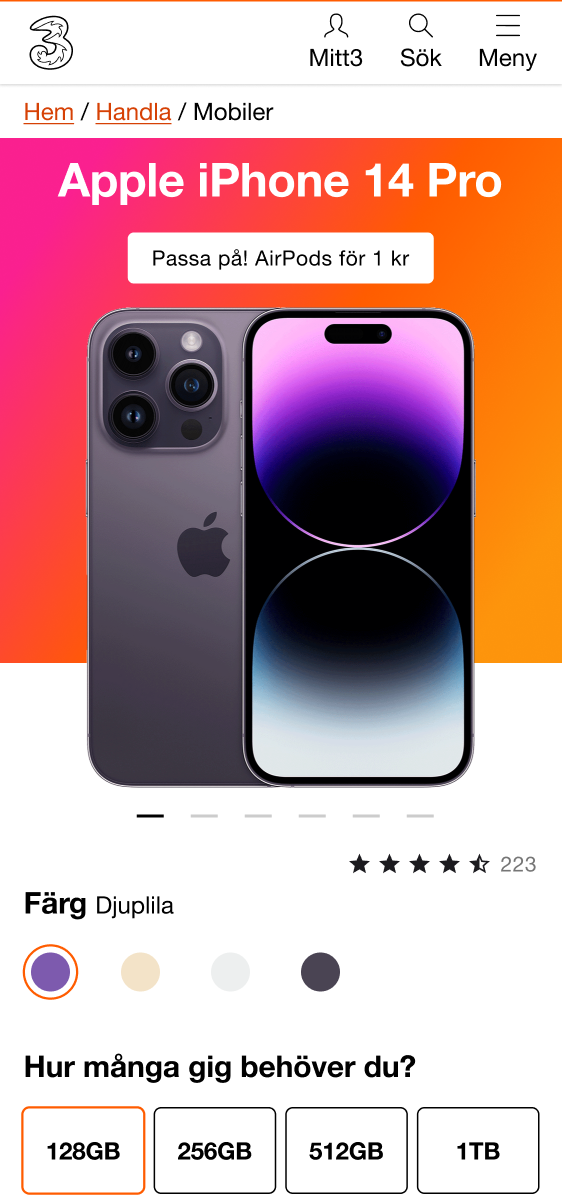 3
Mitt3 Sök Meny
Hem / Handla / Mobiler
Apple iPhone 14 Pro
Passa på! AirPods för 1 kr
223
Färg Djuplila
Hur många gig behöver du?
128GB 256GB 512GB 1TB